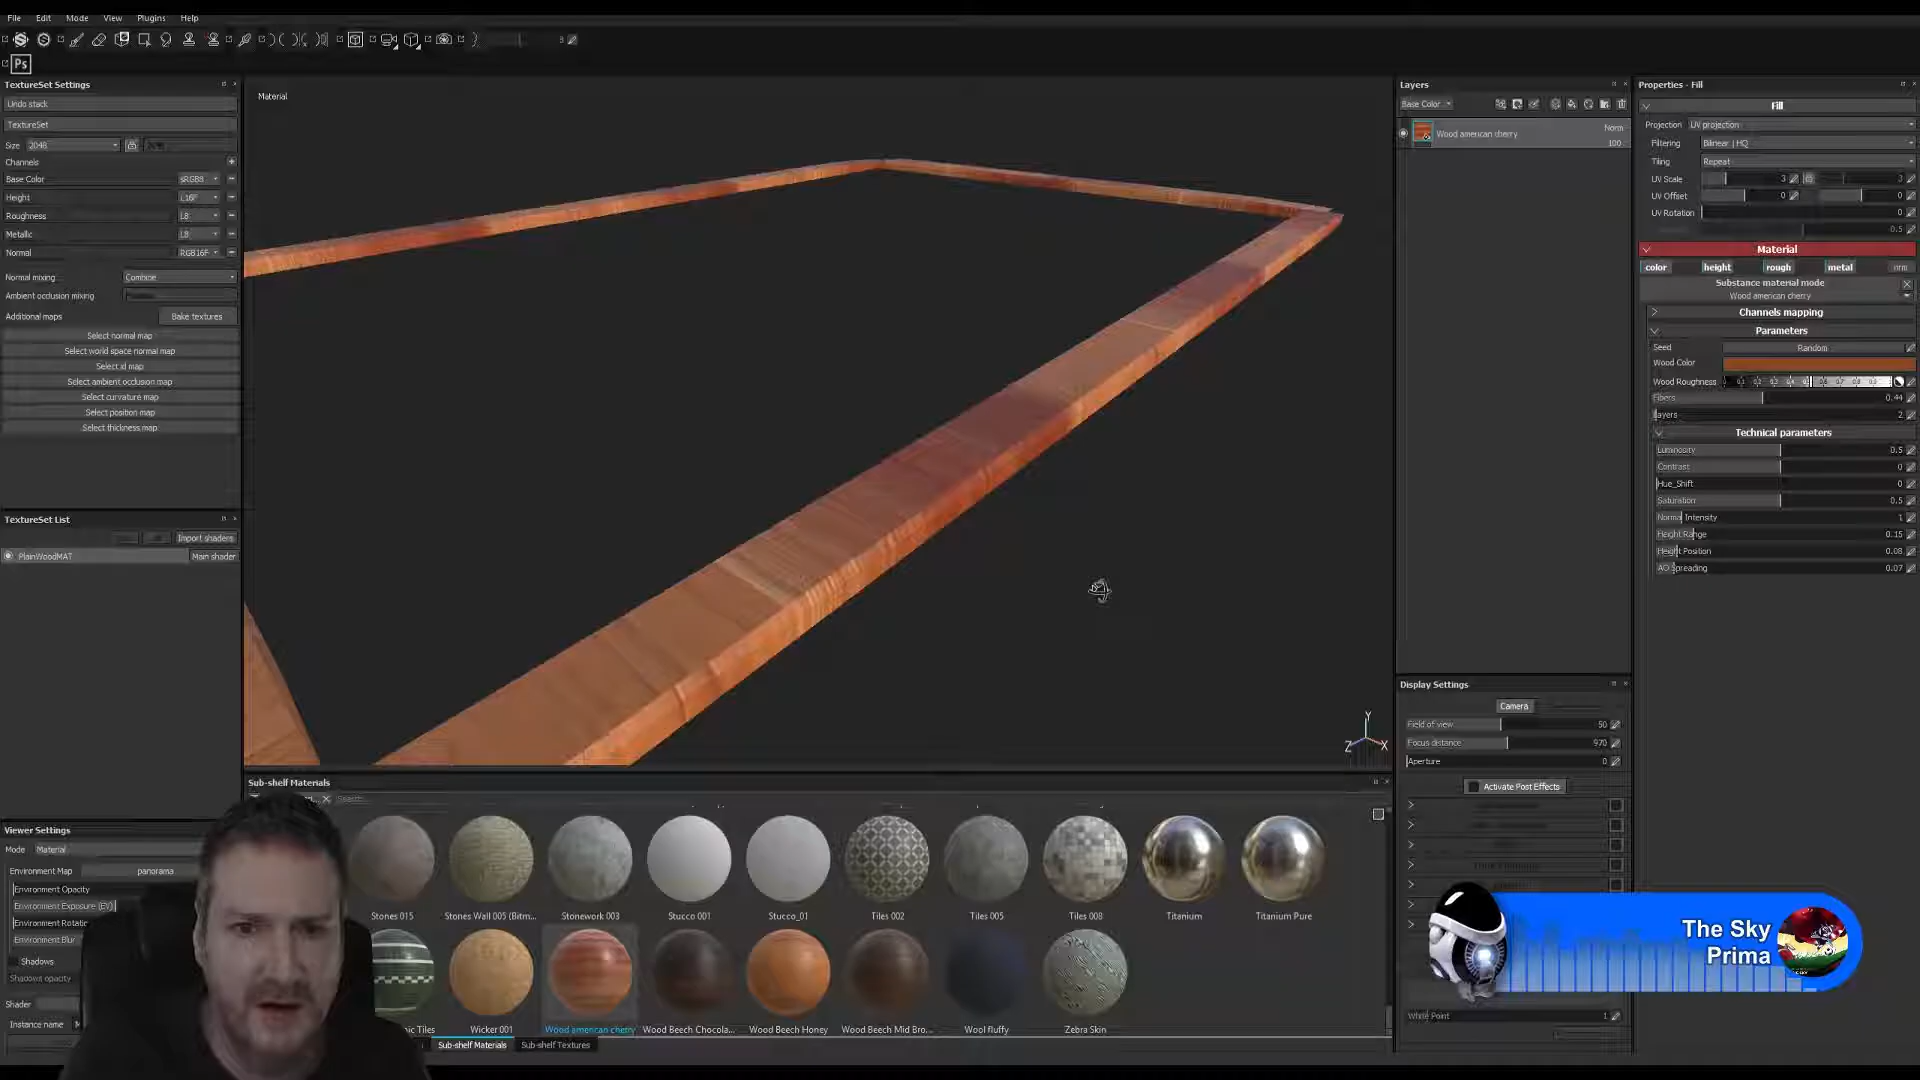 File Edit Mode View Plugins Help
Ps
TextureSet Settings
Undo stack
TextureSet
Size 2048
Channels
Base Color sRGB8
Height L16F
Roughness L8
Metallic L8
Normal RGB16F
Normal mixing Combine
Ambient occlusion mixing
Additional maps Bake textures
Select normal map
Select world space normal map
Select id map
Select ambient occlusion map
Select curvature map
Select position map
Select thickness map
TextureSet List
Import shaders
PlainWoodMAT Main shader
Viewer Settings
Mode Material
Environment Map panorama
Environment Opacity
Environment Exposure (EV)
Environment Rotatio
Environment Blur
Shadows
Shadows opacity
Shader
Instance name M
Material
Y
Z X
Sub-shelf Materials
Stones 015 Stones Wall 005 (Bitm... Stonework 003 Stucco 001 Stucco_01 Tiles 002 Tiles 005 Tiles 008 Titanium Titanium Pure
ic Tiles Wicker 001 Wood american cherry Wood Beech Chocola... Wood Beech Honey Wood Beech Mid Bro... Wool fluffy Zebra Skin
Sub-shelf Materials Sub-shelf Textures
Layers
Base Color
Wood american cherry Norm
100
Display Settings
Camera
Field of view 50
Focus distance 970
Aperture 0
Activate Post Effects
The Sky
Prima
White Point 1
Properties - Fill
Fill
Projection UV projection
Filtering Bilinear | HQ
Tiling Repeat
UV Scale 3 3
UV Offset 0 0
UV Rotation 0
0.5
Material
color height rough metal nrm
Substance material mode
Wood american cherry
Channels mapping
Parameters
Seed Random
Wood Color
Wood Roughness
Fibers 0.44
Layers 2
Technical parameters
Luminosity 0.5
Contrast 0
Hue_Shift 0
Saturation 0.5
Normal Intensity 1
Height Range 0.15
Height Position 0.08
AO Spreading 0.07